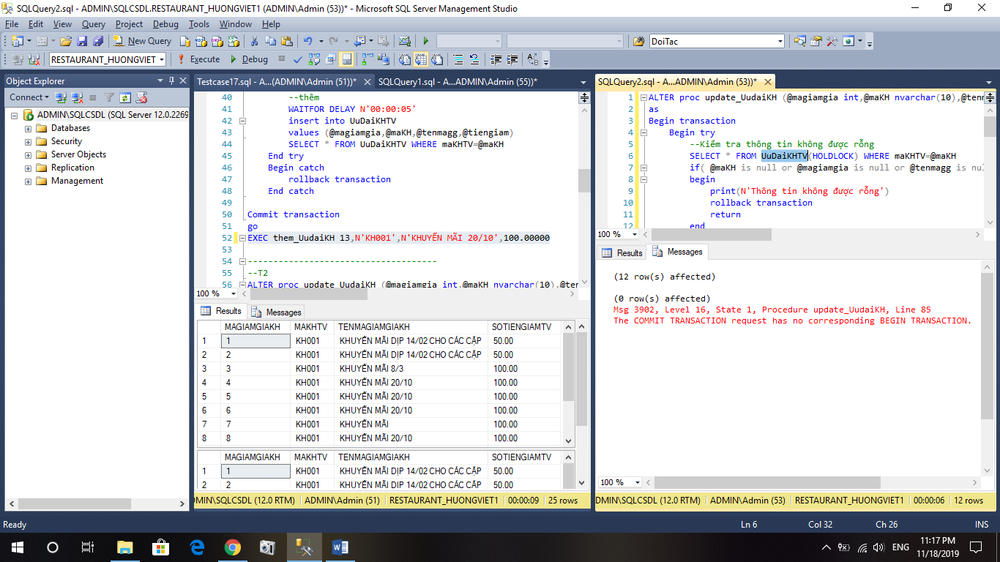 SQLQuery2.sql - ADMIN\SQLCSDL.RESTAURANT_HUONGVIET1 (ADMIN\Admin (53))* - Microsoft SQL Server Management Studio
File Edit View Query Project Debug Tools Window Help
New Query DoiTac
RESTAURANT_HUONGVIET Execute Debug
Object Explorer
Connect
ADMIN\SQLCSDL (SQL Server 12.0.2269
Databases
Security
Server Objects
Replication
Management
Testcase17.sql - A...(ADMIN\Admin (51))* SQLQuery1.sql - A...ADMIN\Admin (55))*
40 --thêm
41 WAITFOR DELAY N'00:00:05'
42 insert into UuDaiKHTV
43 values (@magiamgia,@maKH,@tenmagg,@tiengiam)
44 SELECT * FROM UuDaiKHTV WHERE maKHTV=@maKH
45 End try
46 Begin catch
47 rollback transaction
48 End catch
49
50 Commit transaction
51 go
52 EXEC them_UudaiKH 13,N'KH001',N'KHUYẾN MÃI 20/10',100.00000
53
54 -------------------------------------
55 --T2
56 ALTER proc update_UudaiKH (@magiamgia int,@maKH nvarchar(10),@ten
100 %
Results Messages
MAGIAMGIAKH MAKHTV TENMAGIAMGIAKH SOTIENGIAMTV
1 1 KH001 KHUYẾN MÃI DỊP 14/02 CHO CÁC CẶP 50.00
2 2 KH001 KHUYẾN MÃI DỊP 14/02 CHO CÁC CẶP 50.00
3 3 KH001 KHUYẾN MÃI 8/3 100.00
4 4 KH001 KHUYẾN MÃI 20/10 100.00
5 5 KH001 KHUYẾN MÃI 20/10 100.00
6 6 KH001 KHUYẾN MÃI 20/10 100.00
7 7 KH001 KHUYẾN MÃI 100.00
8 8 KH001 KHUYẾN MÃI 20/10 100.00
MAGIAMGIAKH MAKHTV TENMAGIAMGIAKH SOTIENGIAMTV
1 1 KH001 KHUYẾN MÃI DỊP 14/02 CHO CÁC CẶP 50.00
2 2 KH001 KHUYẾN MÃI DỊP 14/02 CHO CÁC CẶP 50.00
DMIN\SQLCSDL (12.0 RTM) ADMIN\Admin (51) RESTAURANT_HUONGVIET1 00:00:09 25 rows
SQLQuery2.sql - A...ADMIN\Admin (53))*
1 ALTER proc update_UudaiKH (@magiamgia int,@maKH nvarchar(10),@tenm
2 as
3 Begin transaction
4 Begin try
5 --Kiểm tra thông tin không được rỗng
6 SELECT * FROM UuDaiKHTV(HOLDLOCK) WHERE maKHTV=@maKH
7 if( @maKH is null or @magiamgia is null or @tenmagg is nul
8 begin
9 print(N'Thông tin không được rỗng')
10 rollback transaction
11 return
12 end
100 %
Results Messages
(12 row(s) affected)
(0 row(s) affected)
Msg 3902, Level 16, State 1, Procedure update_UudaiKH, Line 85
The COMMIT TRANSACTION request has no corresponding BEGIN TRANSACTION.
100 %
DMIN\SQLCSDL (12.0 RTM) ADMIN\Admin (53) RESTAURANT_HUONGVIET1 00:00:06 12 rows
Ready Ln 6 Col 32 Ch 26 INS
ENG 11:17 PM
11/18/2019